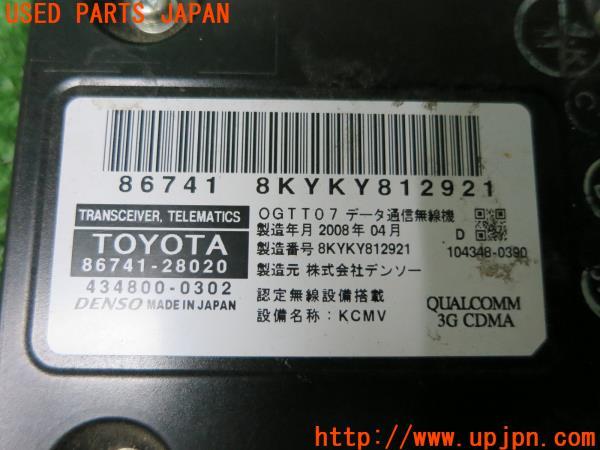 USED PARTS JAPAN
86741 8KYKY812921
TRANSCEIVER, TELEMATICS
TOYOTA
86741-28020
434800-0302
DENSO MADE IN JAPAN
OGTT07 データ通信無線機
製造年月 2008年 04月
製造番号 8KYKY812921
製造元 株式会社デンソー
認定無線設備搭載
設備名称:KCMV
D
104348-0390
QUALCOMM
3G CDMA
K
C
USED PARTS JAPAN http://www.upjpn.com